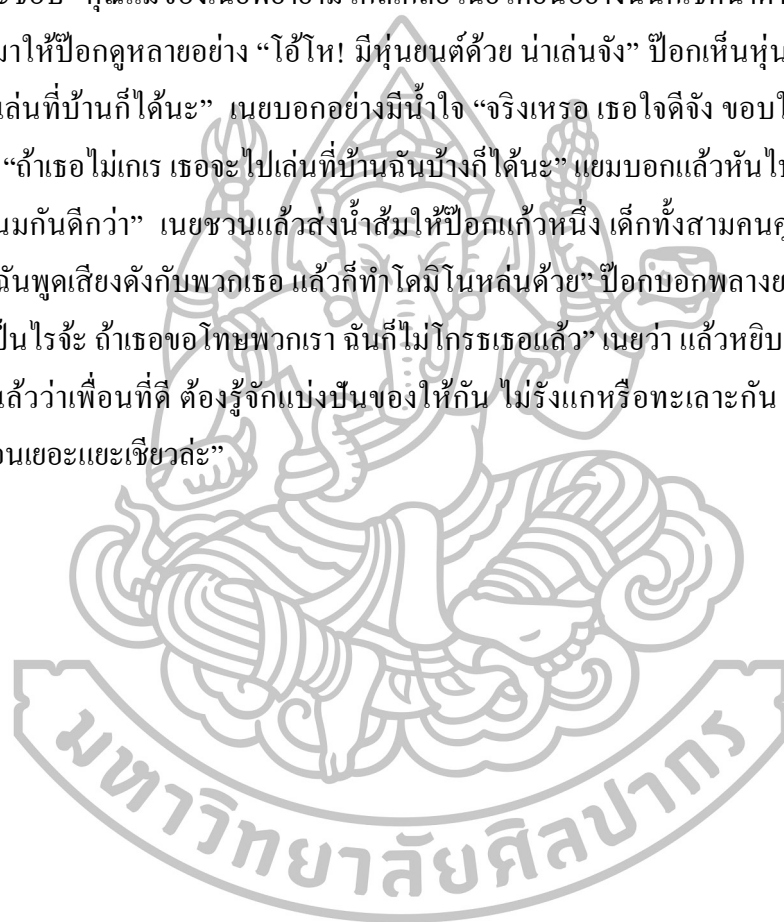 มาให้ป๊อกดูหลายอย่าง “โอ้โห! มีหุ่นยนต์ด้วย น่าเล่นจัง” ป๊อกเห็นหุ่น
เล่นที่บ้านก็ได้นะ” เนยบอกอย่างมีน้ำใจ “จริงเหรอ เธอใจดีจัง ขอบ
“ถ้าเธอไม่เกเร เธอจะไปเล่นที่บ้านฉันบ้างก็ได้นะ” แยมบอกแล้วหันไป
นมกันดีกว่า” เนยชวนแล้วส่งน้ำส้มให้ป๊อกแก้วหนึ่ง เด็กทั้งสามคน
ฉันพูดเสียงดังกับพวกเธอ แล้วก็ทำโดมิโนหล่นด้วย” ป๊อกบอกพลาง
ป็นไรจ้ะ ถ้าเธอขอโทษพวกเรา ฉันก็ไม่โกรธเธอแล้ว” เนยว่า แล้วหยิบ
ล้วว่าเพื่อนที่ดี ต้องรู้จักแบ่งปันของให้กัน ไม่รังแกหรือทะเลาะกัน
อนเยอะแยะเชียวล่ะ”
มหาวิทยาลัยศิลปากร